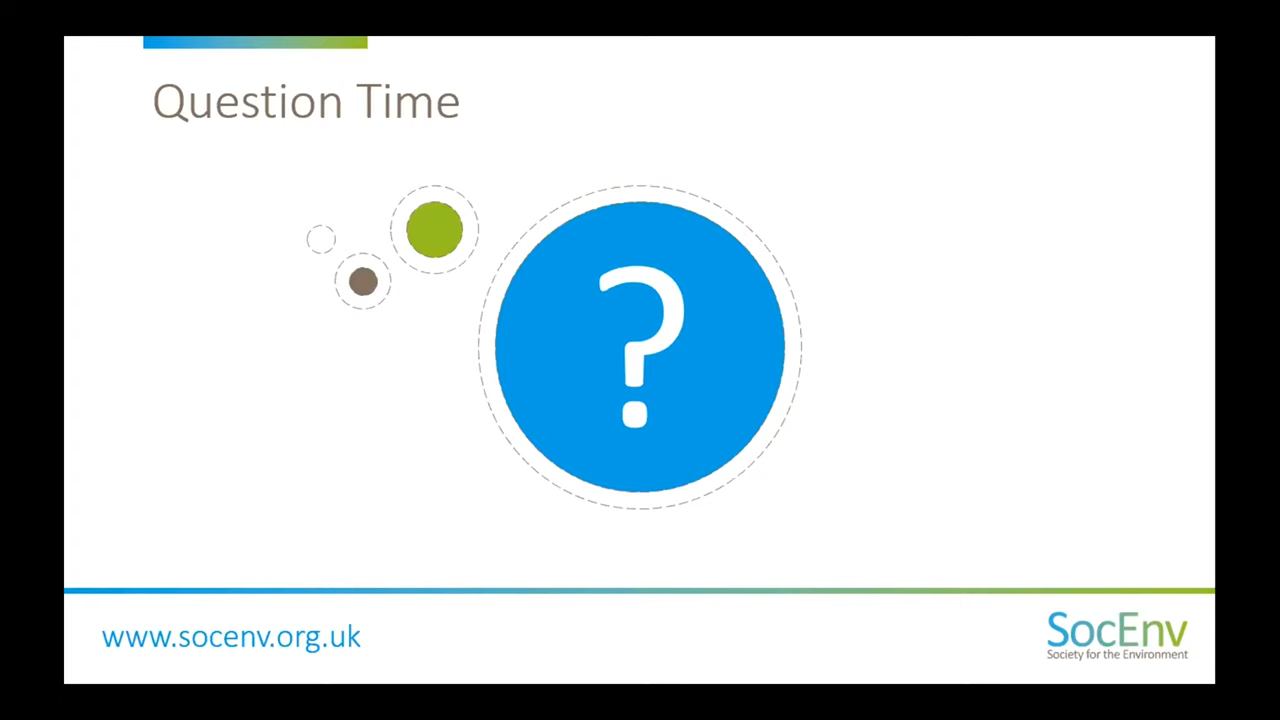 Question Time
?
www.socenv.org.uk
SocEnv
Society for the Environment